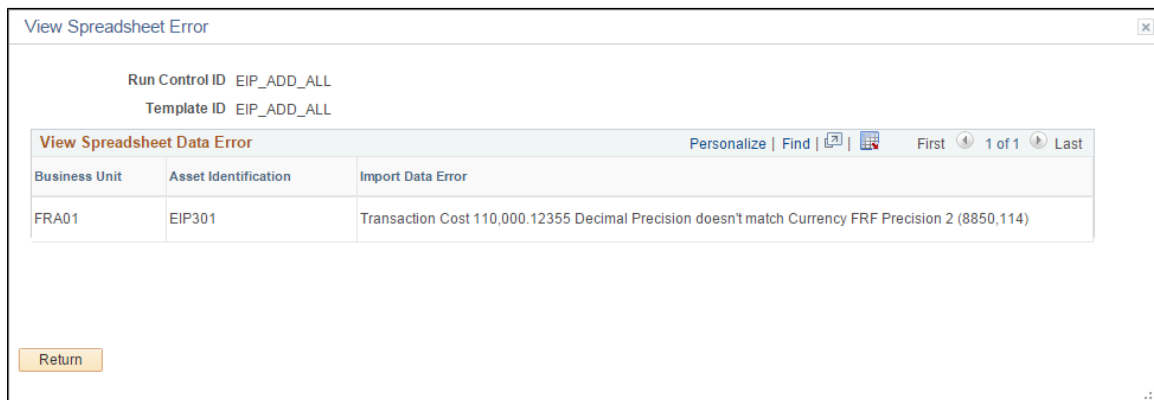 View Spreadsheet Error
Run Control ID EIP_ADD_ALL
Template ID EIP_ADD_ALL
View Spreadsheet Data Error Personalize | Find | | First 1 of 1 Last
Business Unit Asset Identification Import Data Error
FRA01 EIP301 Transaction Cost 110,000.12355 Decimal Precision doesn't match Currency FRF Precision 2 (8850,114)
Return